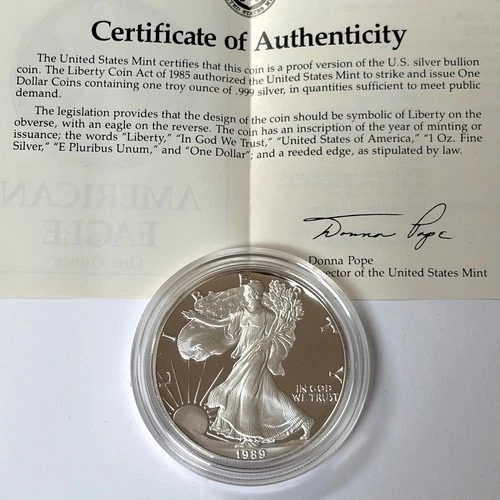 Certificate of Authenticity
The United States Mint certifies that this coin is a proof version of the U.S. silver bullion
coin. The Liberty Coin Act of 1985 authorized the United States Mint to strike and issue One
Dollar Coins containing one troy ounce of .999 silver, in quantities sufficient to meet public
demand.
The legislation provides that the design of the coin should be symbolic of Liberty on the
obverse, with an eagle on the reverse. The coin has an inscription of the year of minting or
issuance; the words "Liberty," "In God We Trust," "United States of America," "1 Oz. Fine
Silver," "E Pluribus Unum," and "One Dollar"; and a reeded edge, as stipulated by law.
AMERICAN
EAGLE
One Ounce
Donna Pope
Donna Pope
ector of the United States Mint
LIBERTY
IN GOD
WE TRUST
1989